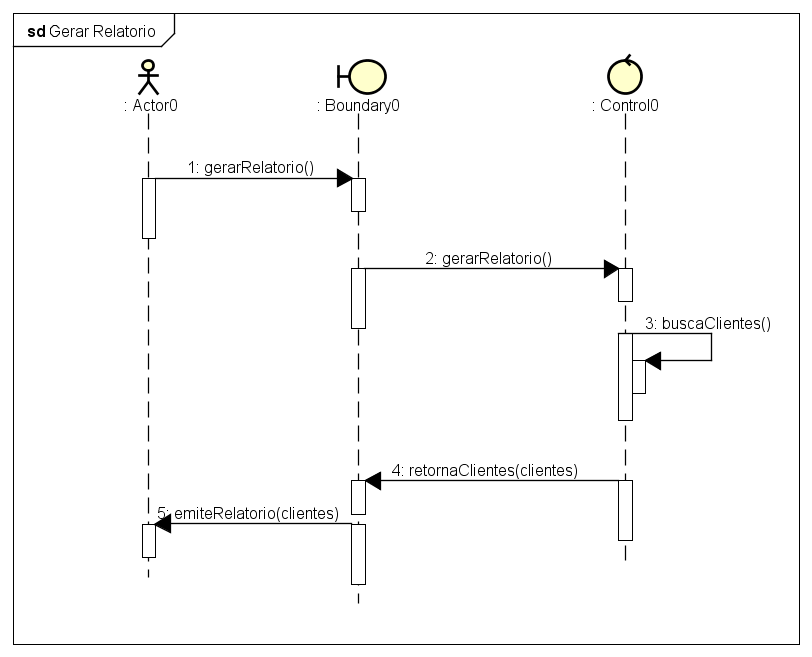 sd Gerar Relatorio
: Actor0
: Boundary0
: Control0
1: gerarRelatorio()
2: gerarRelatorio()
3: buscaClientes()
4: retornaClientes(clientes)
5: emiteRelatorio(clientes)